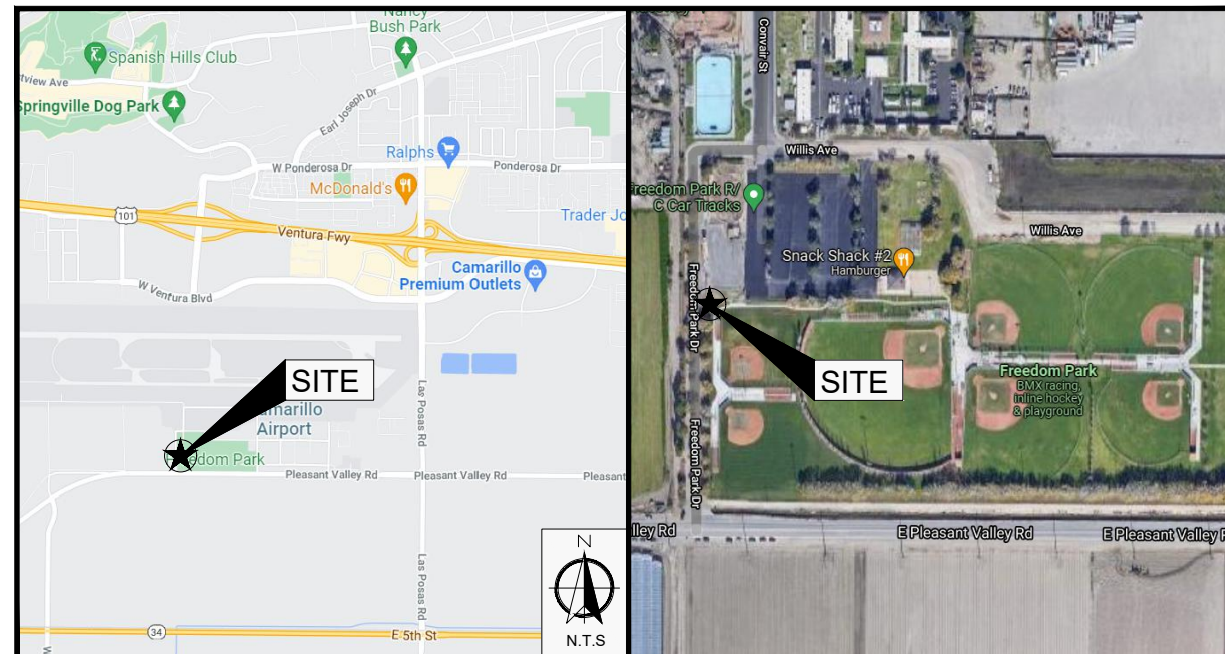 Nancy
Bush Park
Spanish Hills Club
tview Ave
Springville Dog Park
Earl Joseph Dr
Ralphs
W Ponderosa Dr
Ponderosa Dr
McDonald's
101
Trader Jo
Ventura Fwy
Camarillo
Premium Outlets
W Ventura Blvd
SITE
Las Posas Rd
Camarillo
Airport
edom Park
Pleasant Valley Rd
Pleasant Valley Rd
Pleasant
Las Posas Rd
N
N.T.S
34
E 5th St
W
Convair St
Willis Ave
Freedom Park R/
C Car Tracks
Willis Ave
Snack Shack #2
Hamburger
Freedom Park Dr
SITE
Freedom Park
BMX racing,
inline hockey
& playground
Freedom Park Dr
lley Rd
E Pleasant Valley Rd
E Pleasant Valley R